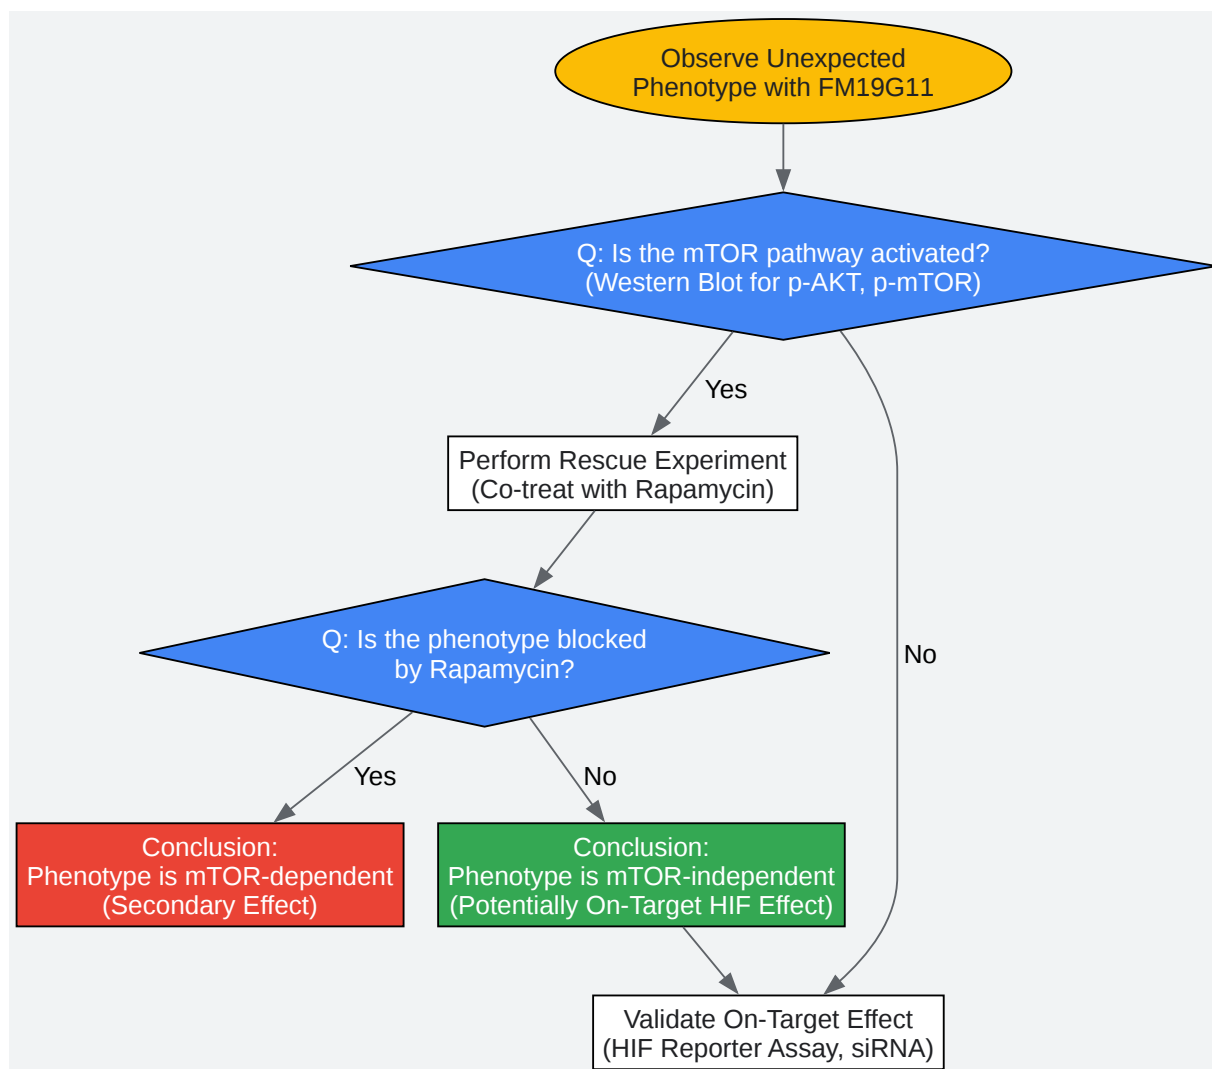 Observe Unexpected
Phenotype with FM19G11
Q: Is the mTOR pathway activated?
(Western Blot for p-AKT, p-mTOR)
Yes
Perform Rescue Experiment
(Co-treat with Rapamycin)
Q: Is the phenotype blocked
by Rapamycin?
No
Yes
No
Conclusion:
Phenotype is mTOR-dependent
(Secondary Effect)
Conclusion:
Phenotype is mTOR-independent
(Potentially On-Target HIF Effect)
Validate On-Target Effect
(HIF Reporter Assay, siRNA)